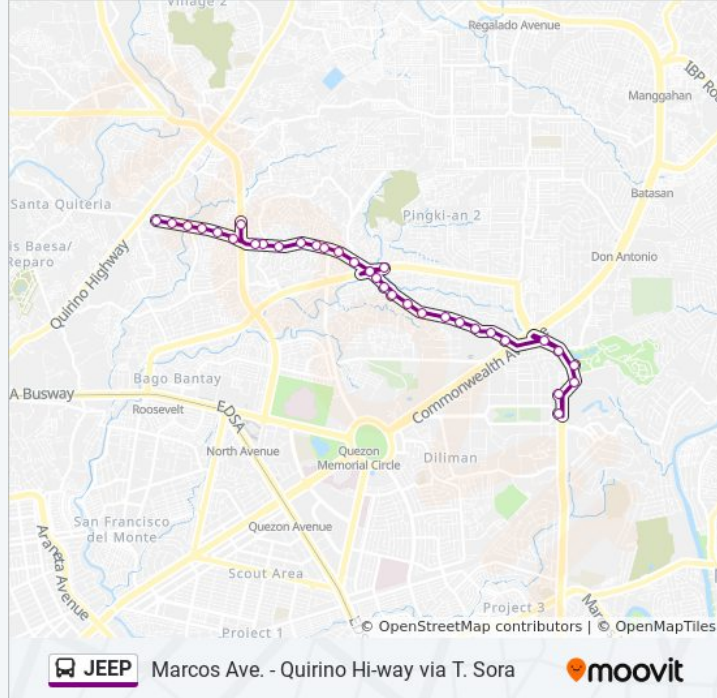 Village 2
Regalado Avenue
IBP Ro
Manggahan
Batasan
Santa Quiteria
Pingki-an 2
is Baesa/
Reparo
Don Antonio
Quirino Highway
Bago Bantay
Commonwealth A
A Busway
Roosevelt
EDSA
North Avenue
Quezon
Memorial Circle
Diliman
San Francisco
del Monte
Quezon Avenue
Araneta Avenue
Scout Area
Project 3
Project 1
© OpenStreetMap contributors | © OpenMapTiles
JEEP Marcos Ave. - Quirino Hi-way via T. Sora moovit